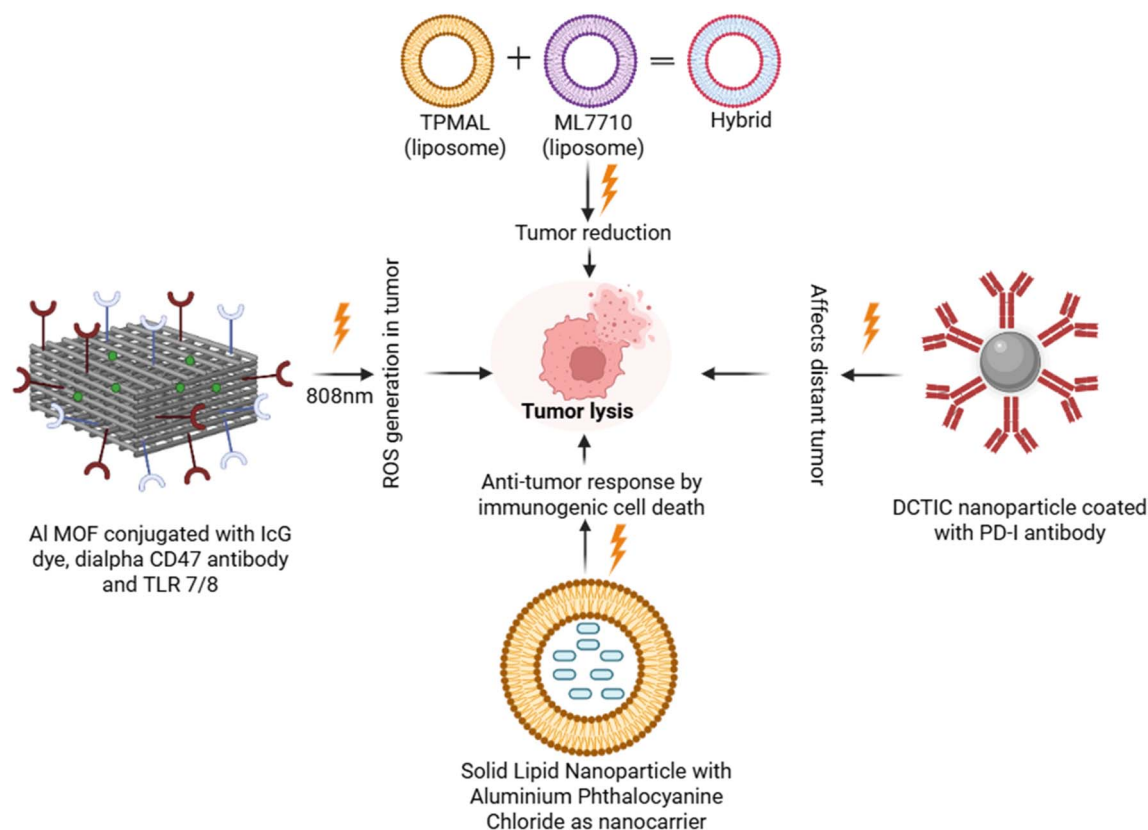 +
=
TPMAL
(liposome)
ML7710
(liposome)
Hybrid
Tumor reduction
808nm
ROS generation in tumor
Tumor lysis
Affects distant tumor
Al MOF conjugated with IcG
dye, dialpha CD47 antibody
and TLR 7/8
Anti-tumor response by
immunogenic cell death
DCTIC nanoparticle coated
with PD-I antibody
Solid Lipid Nanoparticle with
Aluminium Phthalocyanine
Chloride as nanocarrier